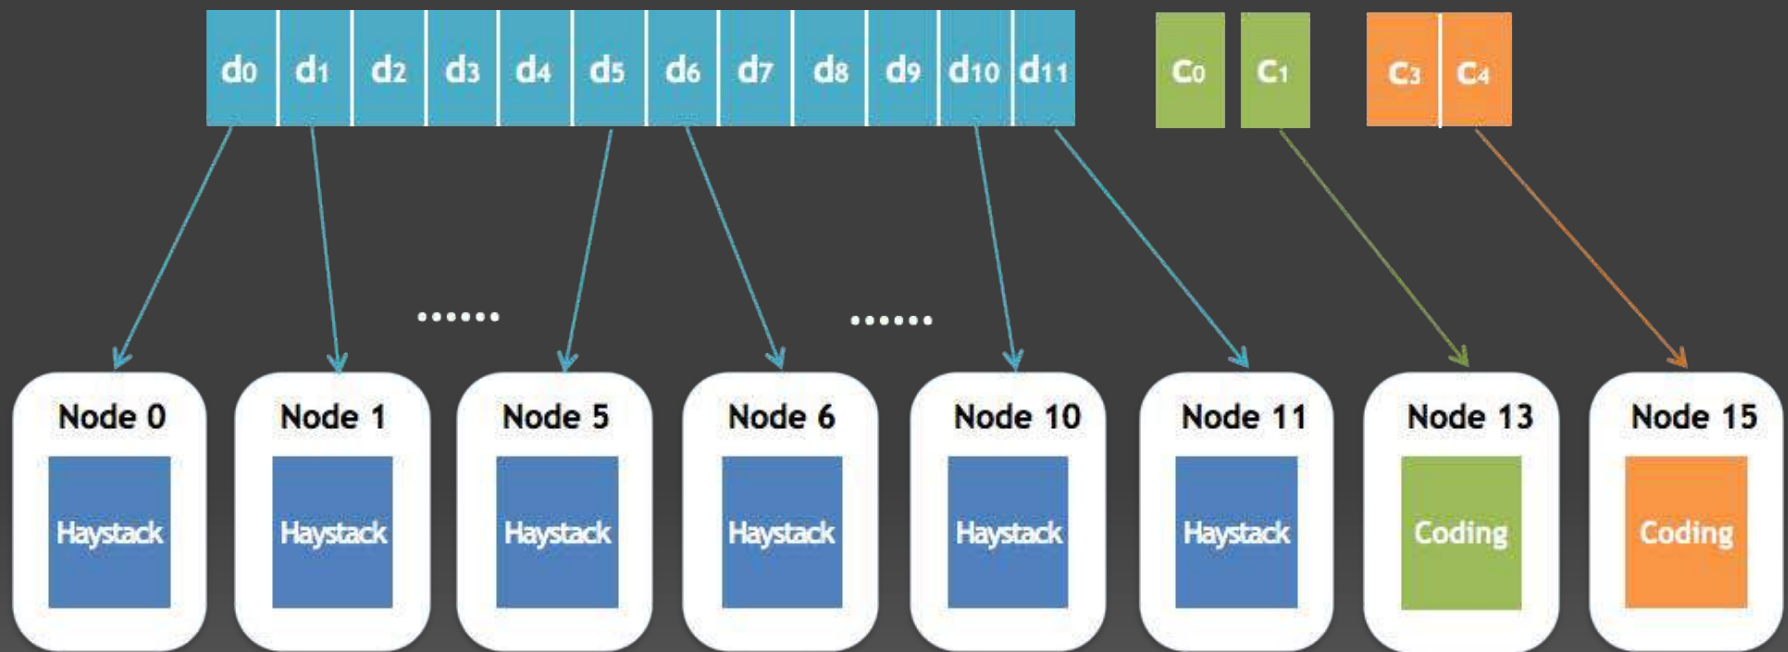 d0 d1 d2 d3 d4 d5 d6 d7 d8 d9 d10 d11 c0 c1 c3 c4
...... ......
Node 0 Node 1 Node 5 Node 6 Node 10 Node 11 Node 13 Node 15
Haystack Haystack Haystack Haystack Haystack Haystack Coding Coding